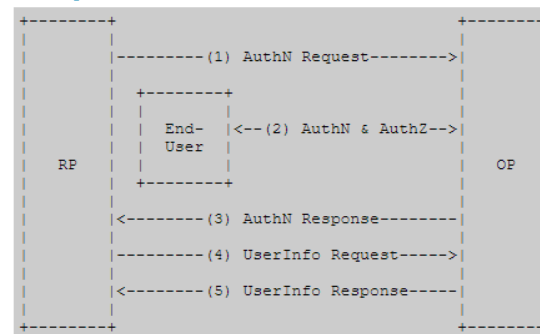 (1) AuthN Request
End-
<--(2) AuthN & AuthZ-->
User
RP
OP
(3) AuthN Response
(4) UserInfo Request
(5) UserInfo Response